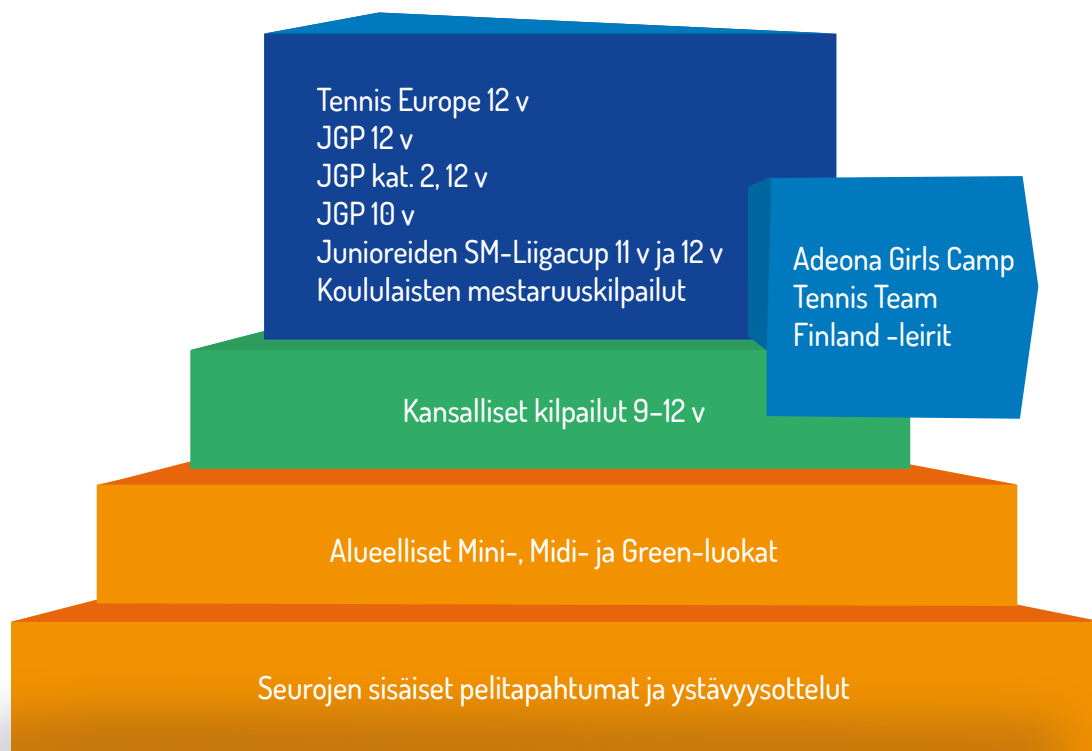 Tennis Europe 12 v
JGP 12 v
JGP kat. 2, 12 v
JGP 10 v
Junioreiden SM-Liigacup 11 v ja 12 v
Koululaisten mestaruuskilpailut
Adeona Girls Camp
Tennis Team
Finland -leirit
Kansalliset kilpailut 9–12 v
Alueelliset Mini-, Midi- ja Green-luokat
Seurojen sisäiset pelitapahtumat ja ystävyysottelut